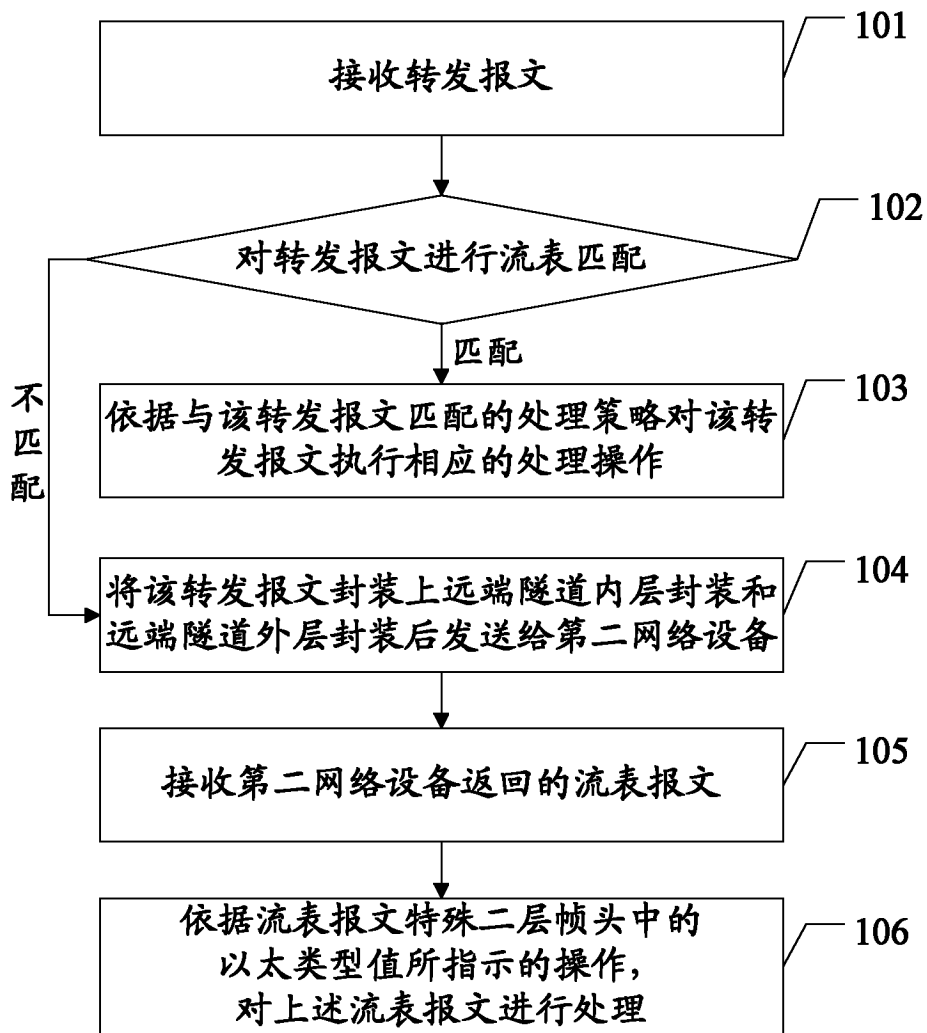 101
接收转发报文
102
对转发报文进行流表匹配
匹配
不匹配
103
依据与该转发报文匹配的处理策略对该转
发报文执行相应的处理操作
104
将该转发报文封装上远端隧道内层封装和
远端隧道外层封装后发送给第二网络设备
105
接收第二网络设备返回的流表报文
106
依据流表报文特殊二层帧头中的
以太类型值所指示的操作，
对上述流表报文进行处理